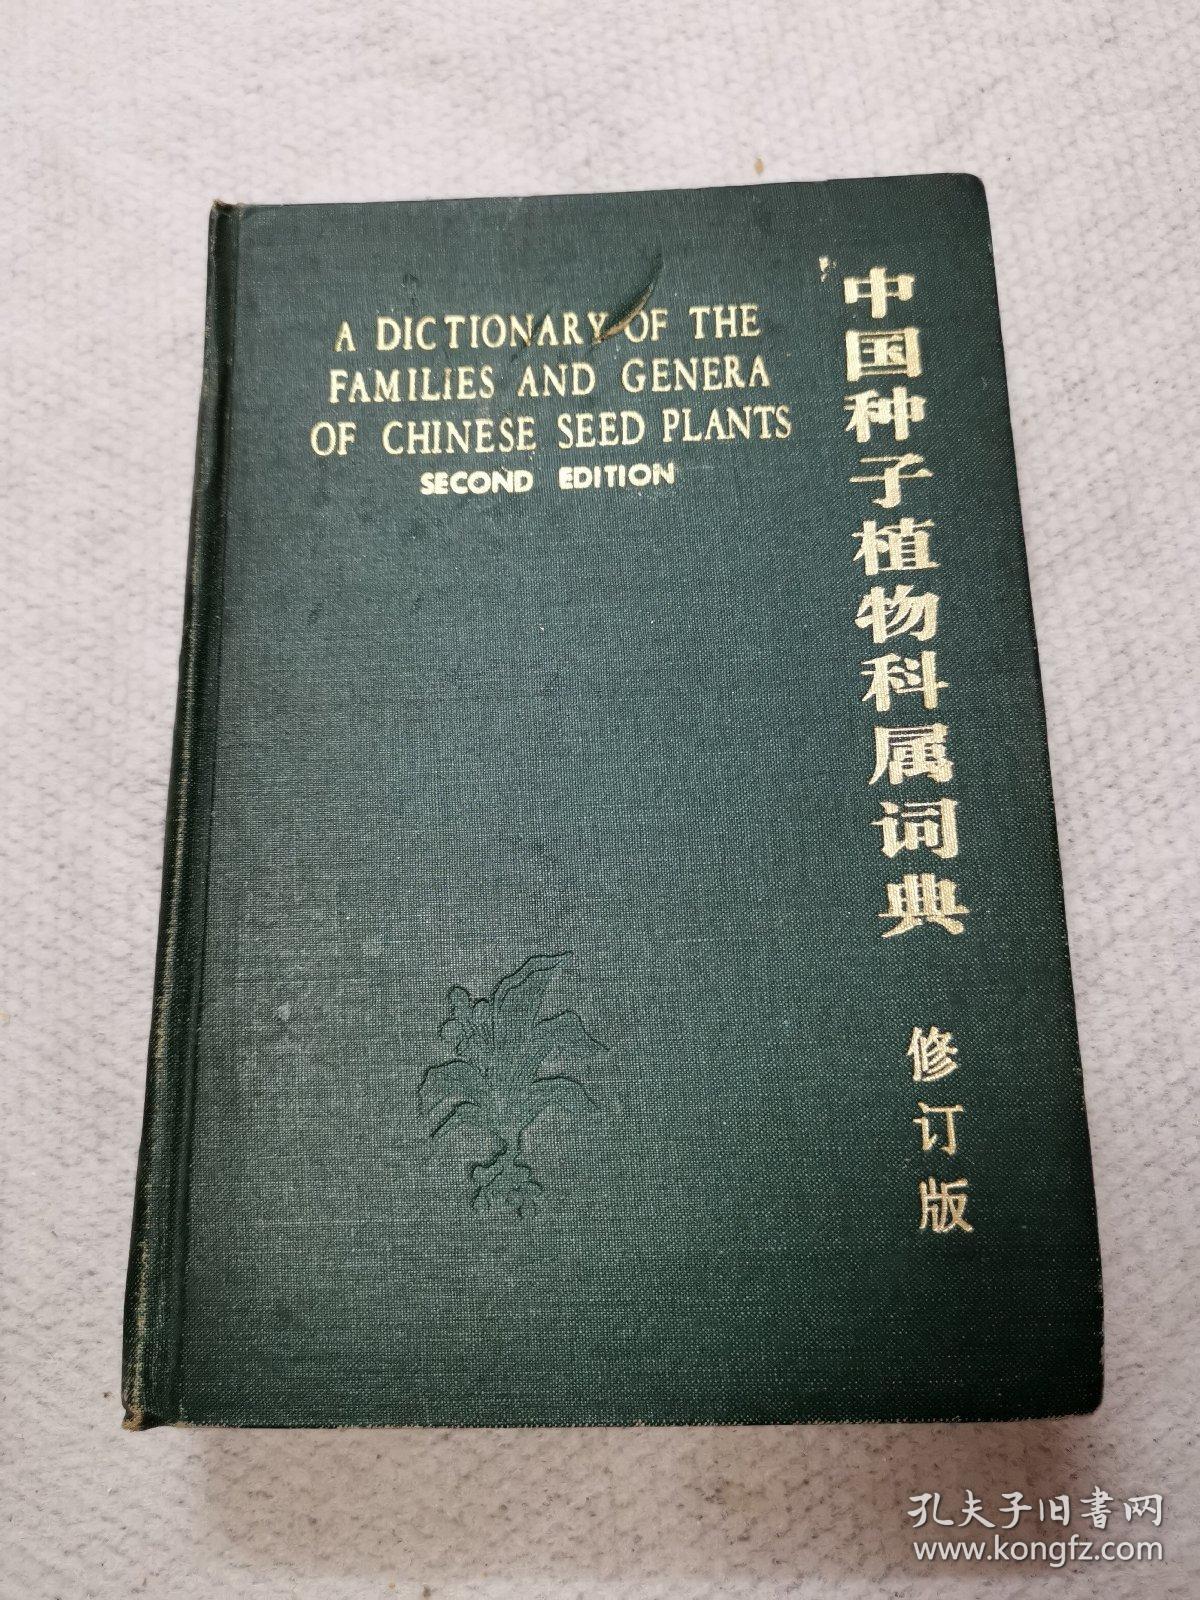 A DICTIONARY OF THE
FAMILIES AND GENERA
OF CHINESE SEED PLANTS
SECOND EDITION
中国种子植物科属词典
修订版
孔夫子旧书网
www.kongfz.com